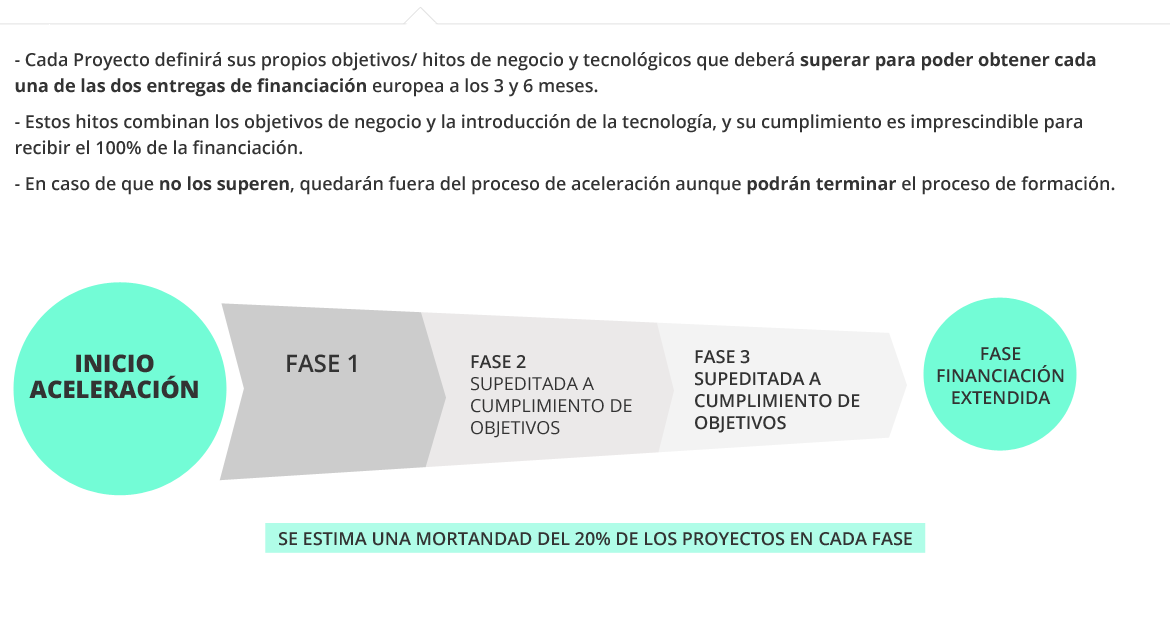 - Cada Proyecto definirá sus propios objetivos/ hitos de negocio y tecnológicos que deberá superar para poder obtener cada
una de las dos entregas de financiación europea a los 3 y 6 meses.
- Estos hitos combinan los objetivos de negocio y la introducción de la tecnología, y su cumplimiento es imprescindible para
recibir el 100% de la financiación.
- En caso de que no los superen, quedarán fuera del proceso de aceleración aunque podrán terminar el proceso de formación.
INICIO
ACELERACIÓN
FASE 1
FASE 2
SUPEDITADA A
CUMPLIMIENTO DE
OBJETIVOS
FASE 3
SUPEDITADA A
CUMPLIMIENTO DE
OBJETIVOS
FASE
FINANCIACIÓN
EXTENDIDA
SE ESTIMA UNA MORTANDAD DEL 20% DE LOS PROYECTOS EN CADA FASE